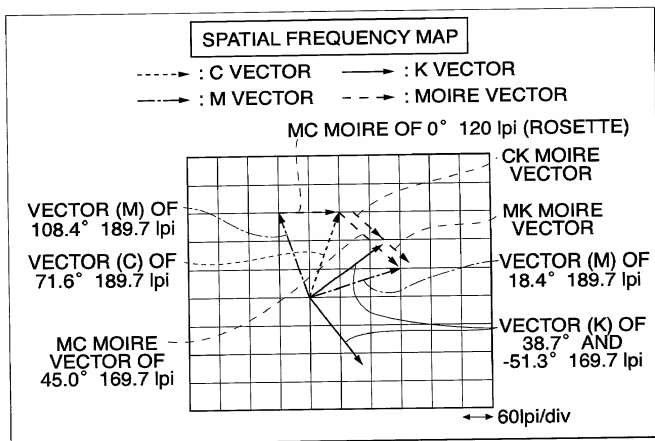 SPATIAL FREQUENCY MAP
: C VECTOR
: K VECTOR
: M VECTOR
: MOIRE VECTOR
MC MOIRE OF 0° 120 lpi (ROSETTE)
CK MOIRE
VECTOR
VECTOR (M) OF
108.4° 189.7 lpi
MK MOIRE
VECTOR
VECTOR (C) OF
71.6° 189.7 lpi
VECTOR (M) OF
18.4° 189.7 lpi
MC MOIRE
VECTOR OF
45.0° 169.7 lpi
VECTOR (K) OF
38.7° AND
-51.3° 169.7 lpi
60lpi/div